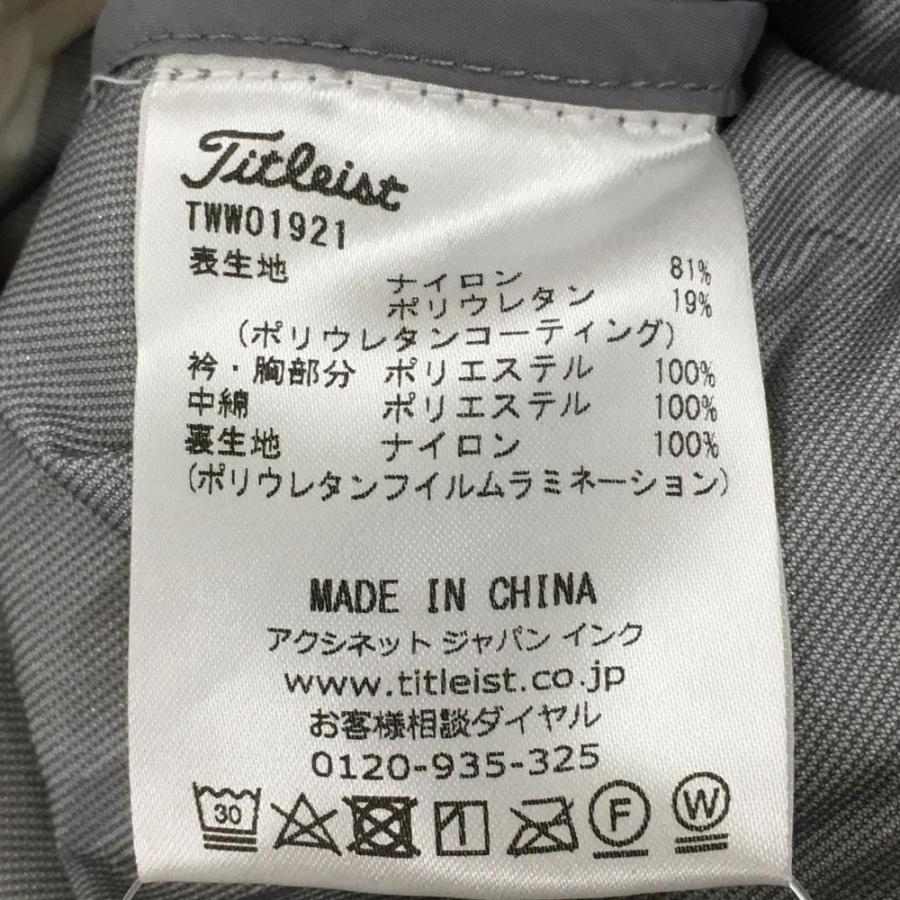 Titleist
TWW01921
表生地 ナイロン 81%
ポリウレタン 19%
(ポリウレタンコーティング)
衿・胸部分 ポリエステル 100%
中綿 ポリエステル 100%
裏生地 ナイロン 100%
(ポリウレタンフイルムラミネーション)
MADE IN CHINA
アクシネット ジャパン インク
www.titleist.co.jp
お客様相談ダイヤル
0120-935-325
30 F W